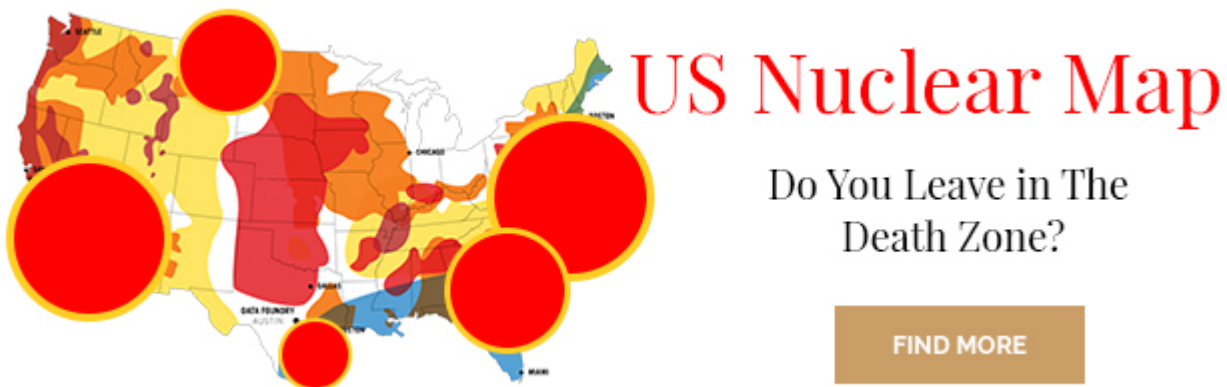 SEATTLE
US Nuclear Map
BOSTON
CHICAGO
Do You Leave in The
Death Zone?
DALLAS
DATA FOUNDRY
AUSTIN
FIND MORE
MIAMI